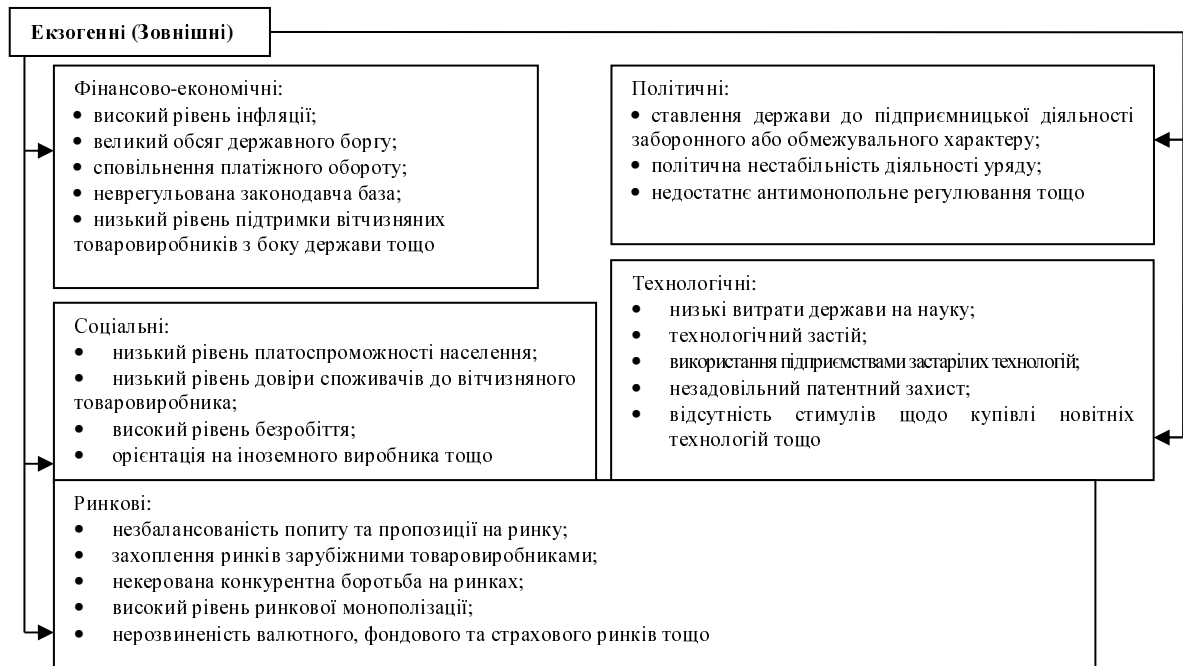 Екзогенні (Зовнішні)
Фінансово-економічні:
• високий рівень інфляції;
• великий обсяг державного боргу;
• сповільнення платіжного обороту;
• неврегульована законодавча база;
• низький рівень підтримки вітчизняних
товаровиробників з боку держави тощо
Політичні:
• ставлення держави до підприємницької діяльності
заборонного або обмежувального характеру;
• політична нестабільність діяльності уряду;
• недостатнє антимонопольне регулювання тощо
Соціальні:
• низький рівень платоспроможності населення;
• низький рівень довіри споживачів до вітчизняного
товаровиробника;
• високий рівень безробіття;
• орієнтація на іноземного виробника тощо
Технологічні:
• низькі витрати держави на науку;
• технологічний застій;
• використання підприємствами застарілих технологій;
• незадовільний патентний захист;
• відсутність стимулів щодо купівлі новітніх
технологій тощо
Ринкові:
• незбалансованість попиту та пропозиції на ринку;
• захоплення ринків зарубіжними товаровиробниками;
• некерована конкурентна боротьба на ринках;
• високий рівень ринкової монополізації;
• нерозвиненість валютного, фондового та страхового ринків тощо